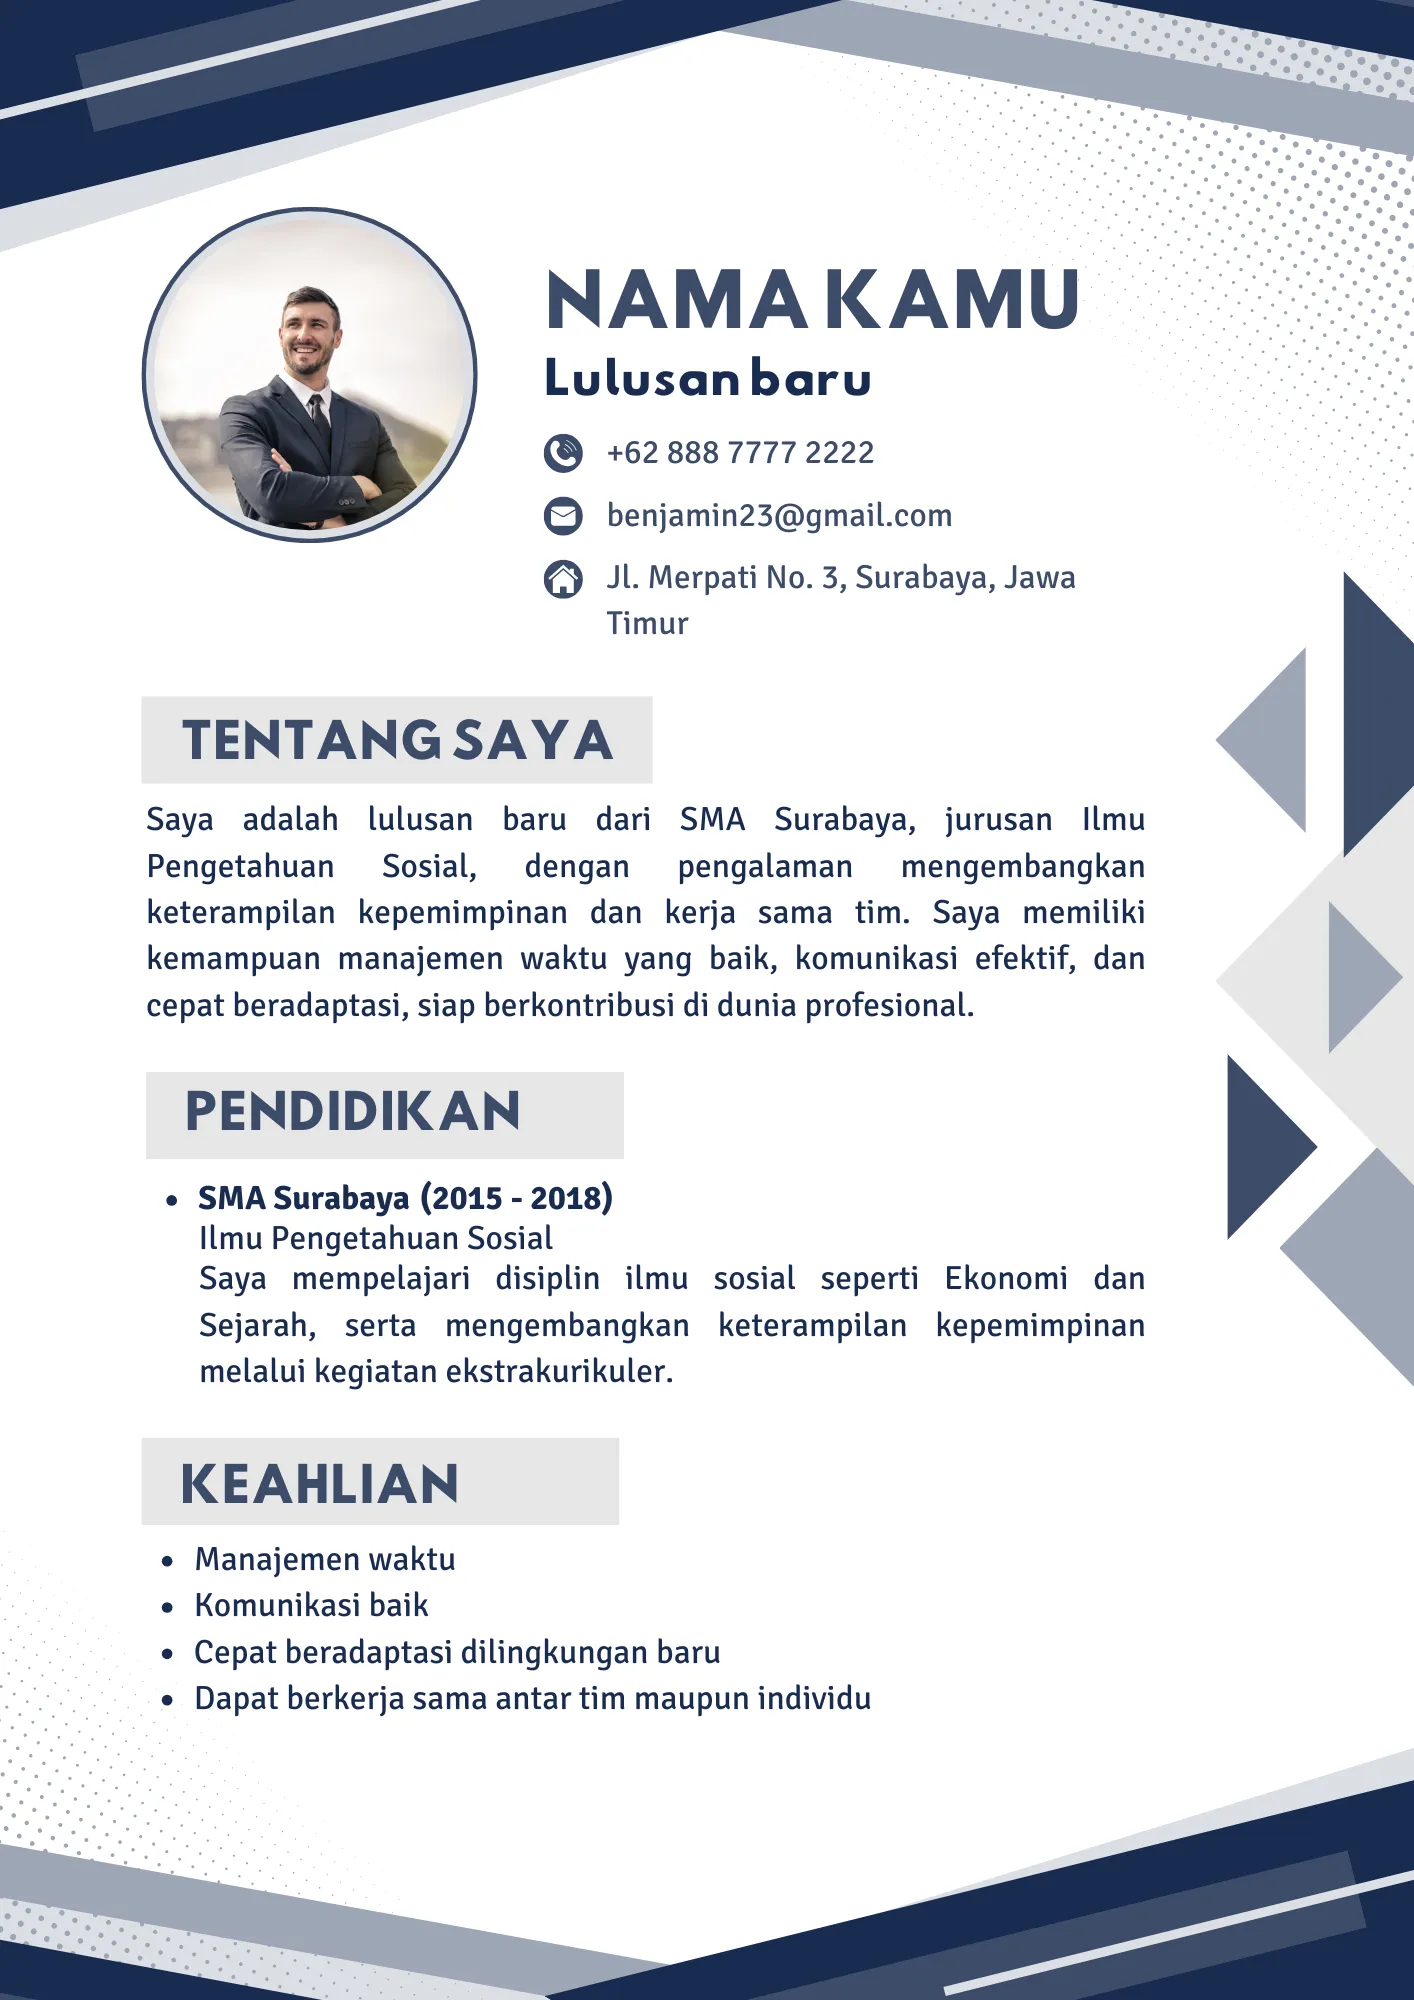 NAMA KAMU
Lulusan baru
+62 888 7777 2222
benjamin23@gmail.com
Jl. Merpati No. 3, Surabaya, Jawa
Timur
TENTANG SAYA
Saya adalah lulusan baru dari SMA Surabaya, jurusan Ilmu
Pengetahuan Sosial, dengan pengalaman mengembangkan
keterampilan kepemimpinan dan kerja sama tim. Saya memiliki
kemampuan manajemen waktu yang baik, komunikasi efektif, dan
cepat beradaptasi, siap berkontribusi di dunia profesional.
PENDIDIKAN
• SMA Surabaya (2015 - 2018)
Ilmu Pengetahuan Sosial
Saya mempelajari disiplin ilmu sosial seperti Ekonomi dan
Sejarah, serta mengembangkan keterampilan kepemimpinan
melalui kegiatan ekstrakurikuler.
KEAHLIAN
• Manajemen waktu
• Komunikasi baik
• Cepat beradaptasi dilingkungan baru
• Dapat berkerja sama antar tim maupun individu